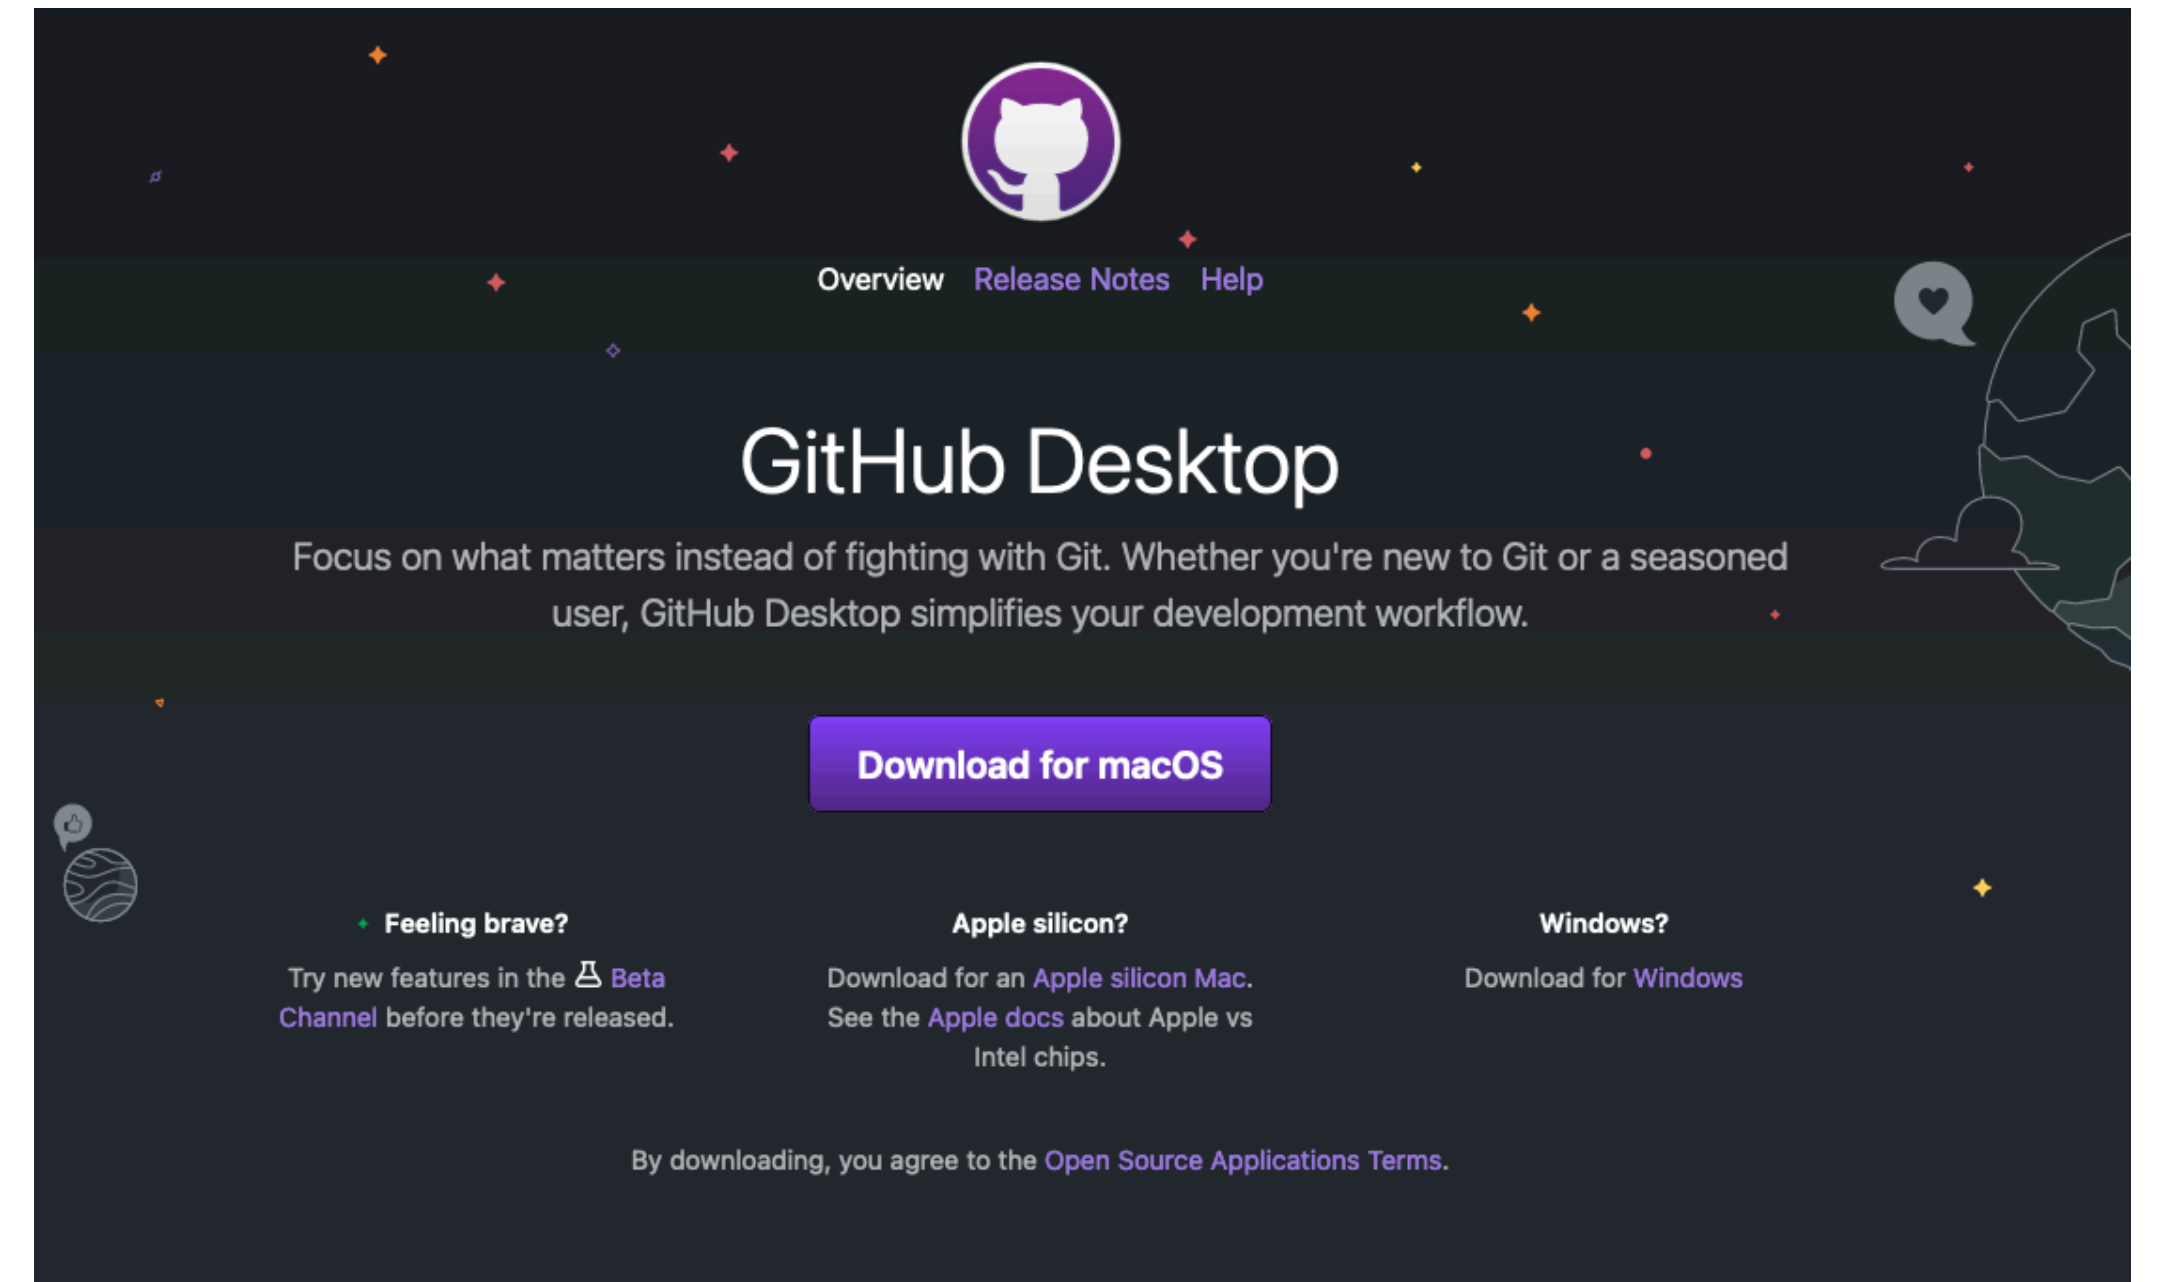 Overview Release Notes Help
GitHub Desktop
Focus on what matters instead of fighting with Git. Whether you're new to Git or a seasoned
user, GitHub Desktop simplifies your development workflow.
Download for macOS
Feeling brave?
Try new features in the Beta
Channel before they're released.
Apple silicon?
Download for an Apple silicon Mac.
See the Apple docs about Apple vs
Intel chips.
Windows?
Download for Windows
By downloading, you agree to the Open Source Applications Terms.